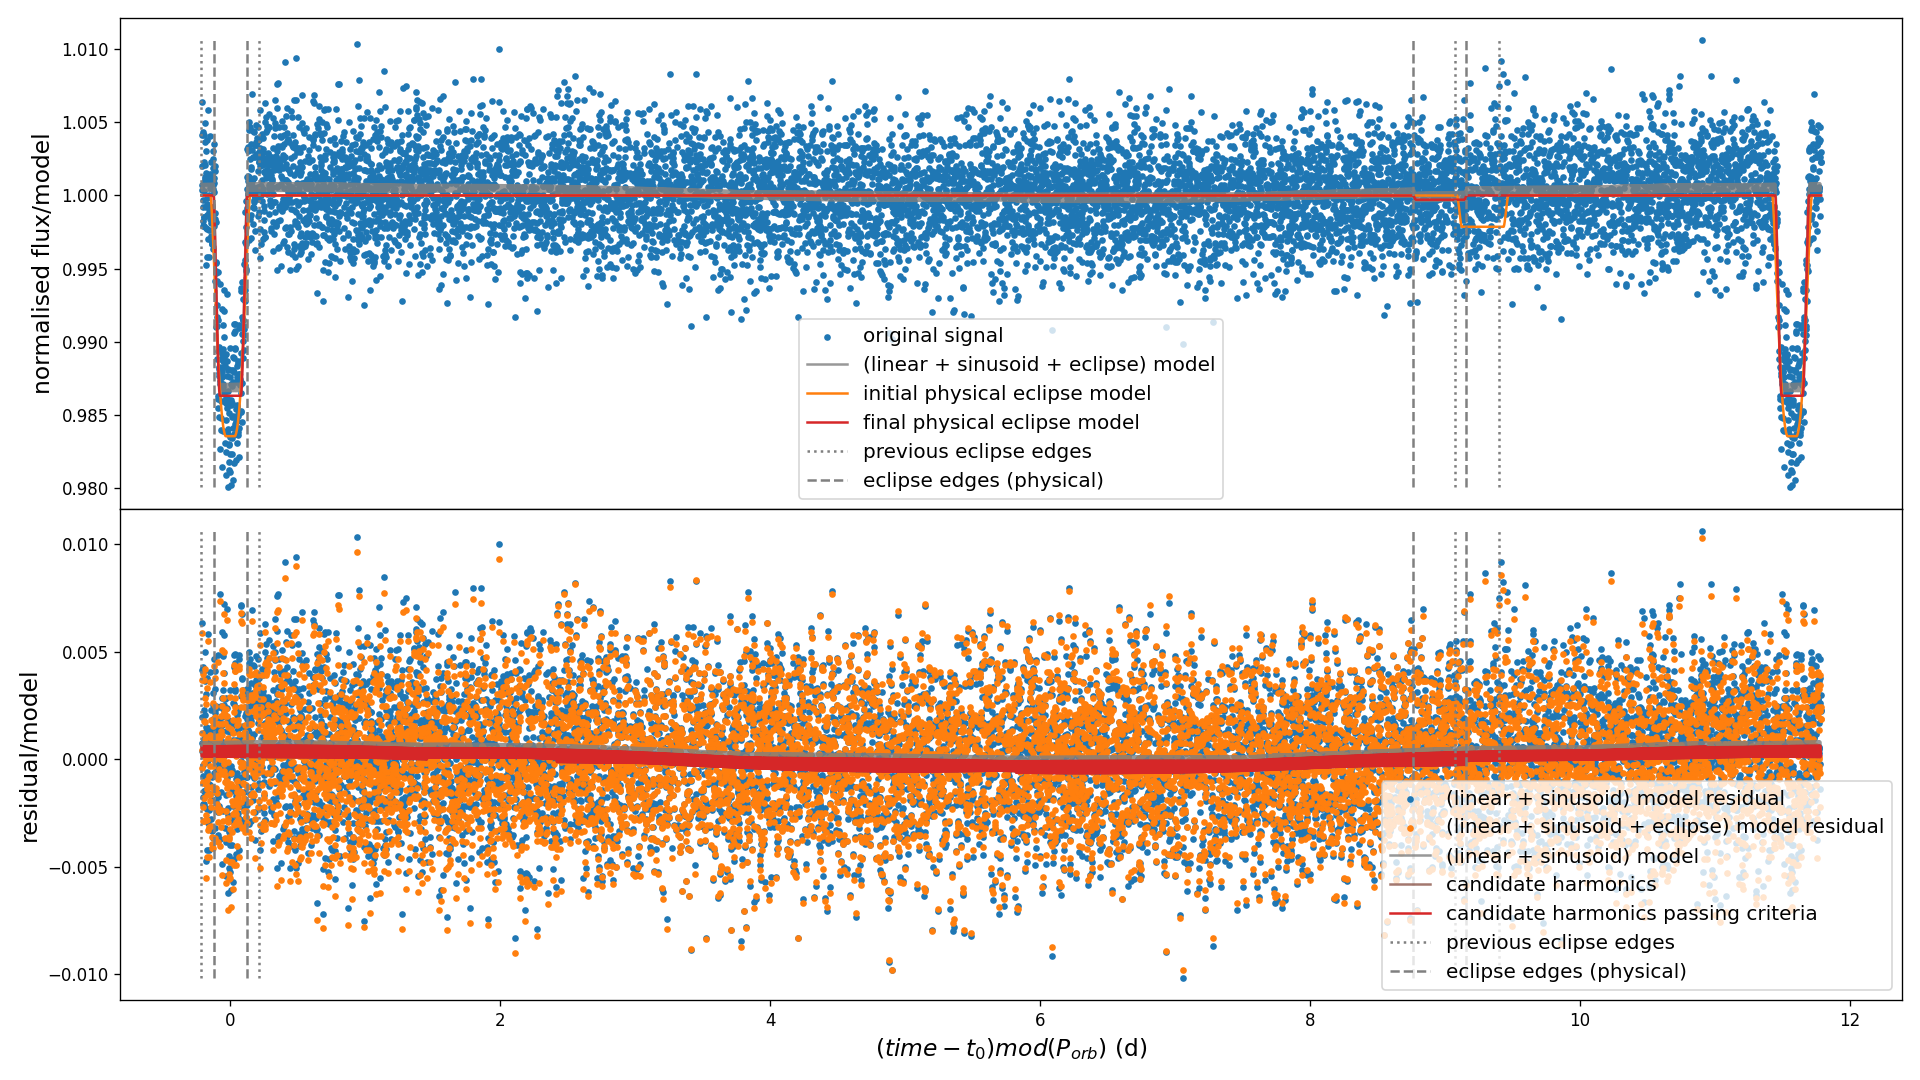 normalised flux/model
1.010
1.005
1.000
0.995
0.990
0.985
0.980
original signal
(linear + sinusoid + eclipse) model
initial physical eclipse model
final physical eclipse model
previous eclipse edges
eclipse edges (physical)
residual/model
0.010
0.005
0.000
−0.005
−0.010
(linear + sinusoid) model residual
(linear + sinusoid + eclipse) model residual
(linear + sinusoid) model
candidate harmonics
candidate harmonics passing criteria
previous eclipse edges
eclipse edges (physical)
0 2 4 6 8 10 12
(time − t₀)mod(P_orb) (d)